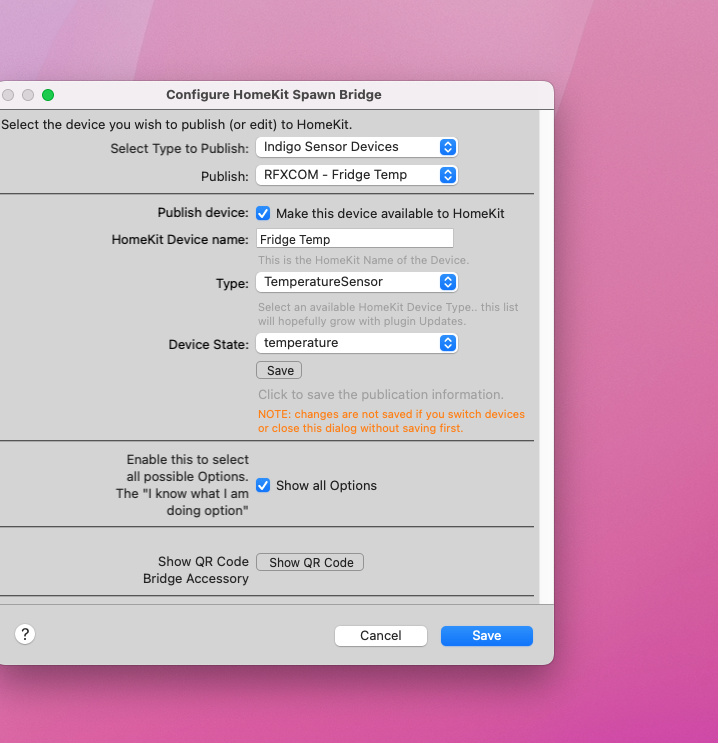 Configure HomeKit Spawn Bridge
Select the device you wish to publish (or edit) to HomeKit.
Select Type to Publish: Indigo Sensor Devices
Publish: RFXCOM - Fridge Temp
Publish device: Make this device available to HomeKit
HomeKit Device name: Fridge Temp
This is the HomeKit Name of the Device.
Type: TemperatureSensor
Select an available HomeKit Device Type.. this list
will hopefully grow with plugin Updates.
Device State: temperature
Save
Click to save the publication information.
NOTE: changes are not saved if you switch devices
or close this dialog without saving first.
Enable this to select
all possible Options.
The "I know what I am
doing option"
Show all Options
Show QR Code
Bridge Accessory
Show QR Code
?
Cancel
Save